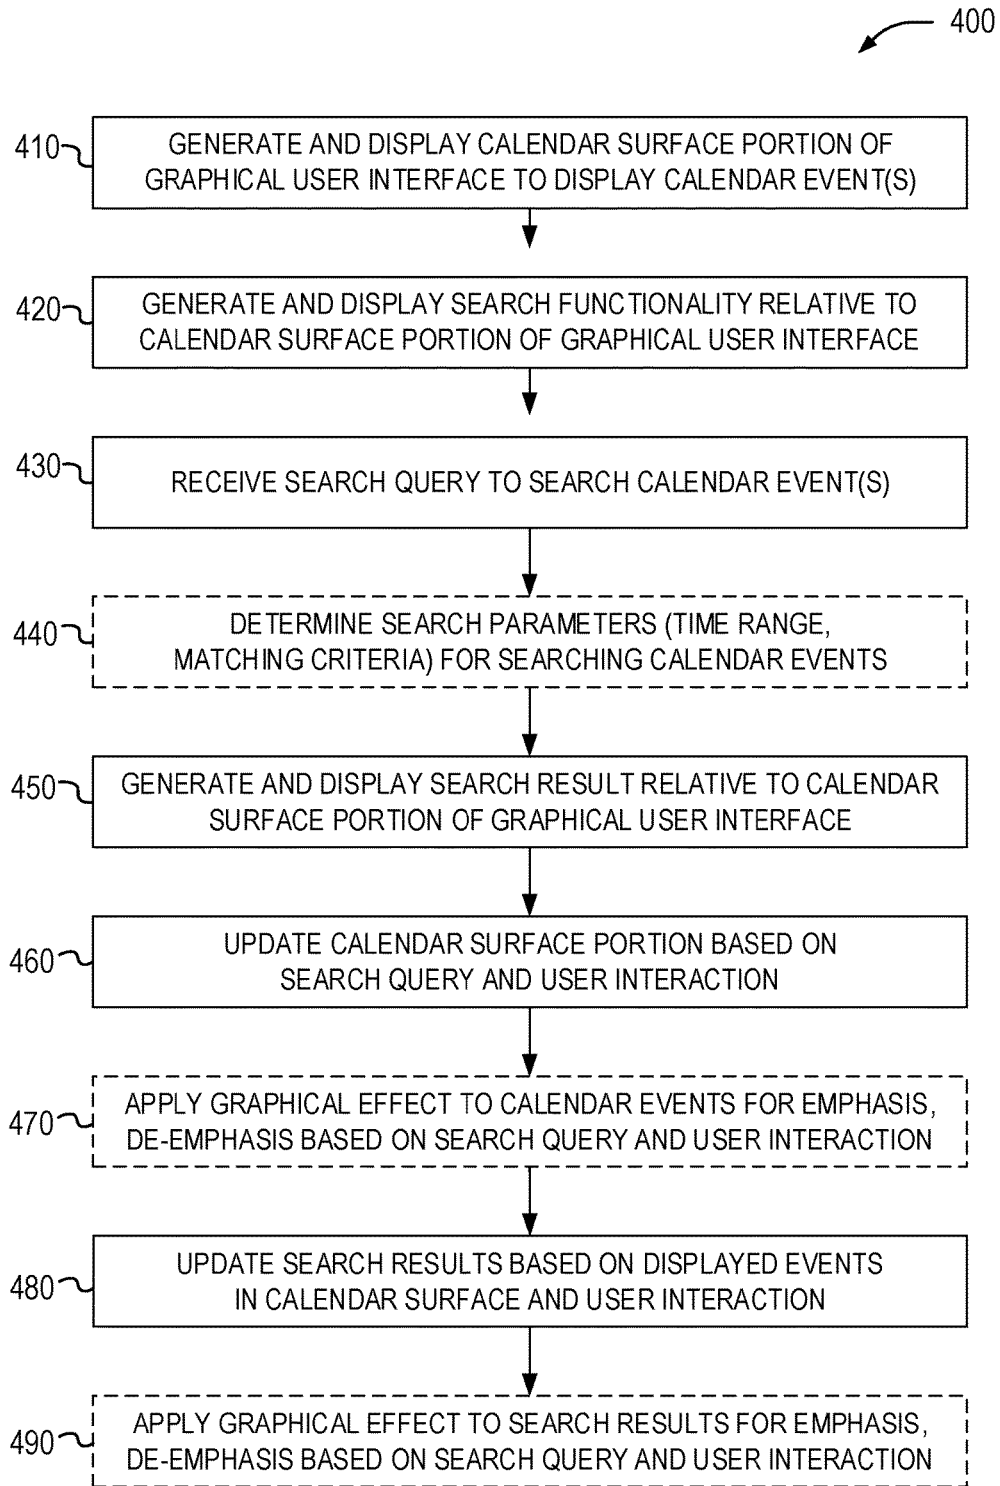 400
410
GENERATE AND DISPLAY CALENDAR SURFACE PORTION OF
GRAPHICAL USER INTERFACE TO DISPLAY CALENDAR EVENT(S)
420
GENERATE AND DISPLAY SEARCH FUNCTIONALITY RELATIVE TO
CALENDAR SURFACE PORTION OF GRAPHICAL USER INTERFACE
430
RECEIVE SEARCH QUERY TO SEARCH CALENDAR EVENT(S)
440
DETERMINE SEARCH PARAMETERS (TIME RANGE,
MATCHING CRITERIA) FOR SEARCHING CALENDAR EVENTS
450
GENERATE AND DISPLAY SEARCH RESULT RELATIVE TO CALENDAR
SURFACE PORTION OF GRAPHICAL USER INTERFACE
460
UPDATE CALENDAR SURFACE PORTION BASED ON
SEARCH QUERY AND USER INTERACTION
470
APPLY GRAPHICAL EFFECT TO CALENDAR EVENTS FOR EMPHASIS,
DE-EMPHASIS BASED ON SEARCH QUERY AND USER INTERACTION
480
UPDATE SEARCH RESULTS BASED ON DISPLAYED EVENTS
IN CALENDAR SURFACE AND USER INTERACTION
490
APPLY GRAPHICAL EFFECT TO SEARCH RESULTS FOR EMPHASIS,
DE-EMPHASIS BASED ON SEARCH QUERY AND USER INTERACTION